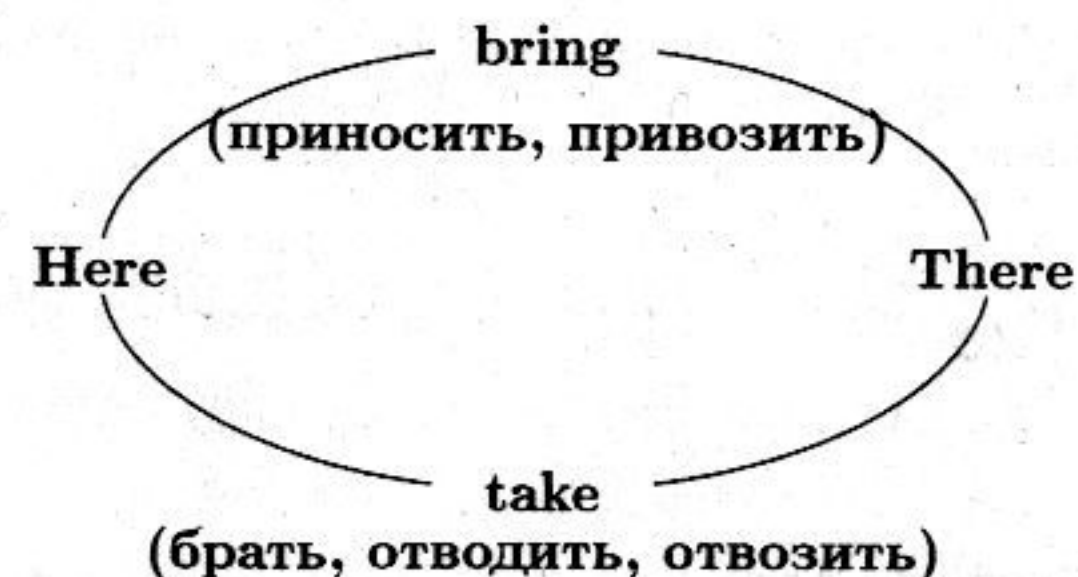 bring
(приносить, привозить)
Here
There
take
(брать, отводить, отвозить)